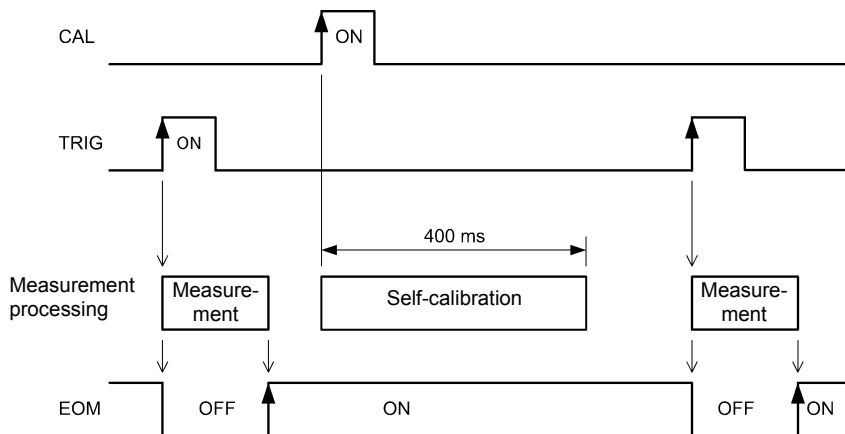 CAL
ON
TRIG
ON
400 ms
Measurement
processing
Measure-
ment
Self-calibration
Measure-
ment
EOM
OFF
ON
OFF
ON